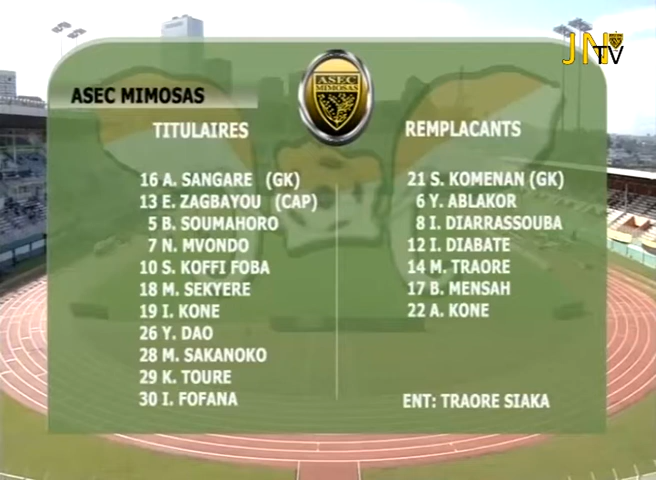 JN TV
ASEC MIMOSAS
ASEC
MIMOSAS
TITULAIRES
16 A. SANGARE (GK)
13 E. ZAGBAYOU (CAP)
5 B. SOUMAHORO
7 N. MVONDO
10 S. KOFFI FOBA
18 M. SEKYERE
19 I. KONE
26 Y. DAO
28 M. SAKANOKO
29 K. TOURE
30 I. FOFANA
REMPLACANTS
21 S. KOMENAN (GK)
6 Y. ABLAKOR
8 I. DIARRASSOUBA
12 I. DIABATE
14 M. TRAORE
17 B. MENSAH
22 A. KONE
ENT: TRAORE SIAKA